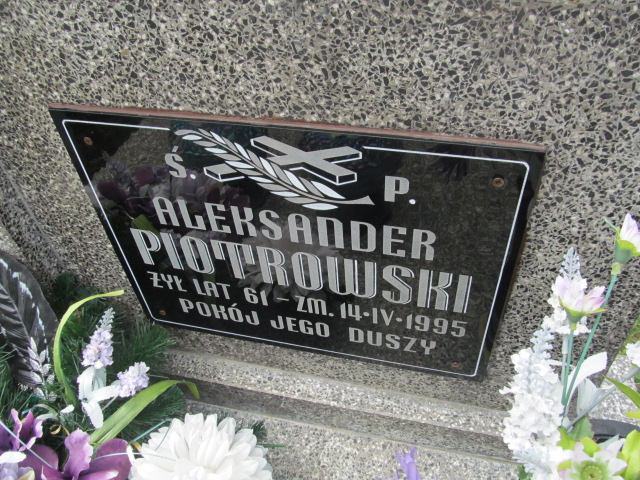 Ś. P.
ALEKSANDER
PIOTROWSKI
ŻYŁ LAT 61 - ZM. 14·IV·1995
POKÓJ JEGO DUSZY